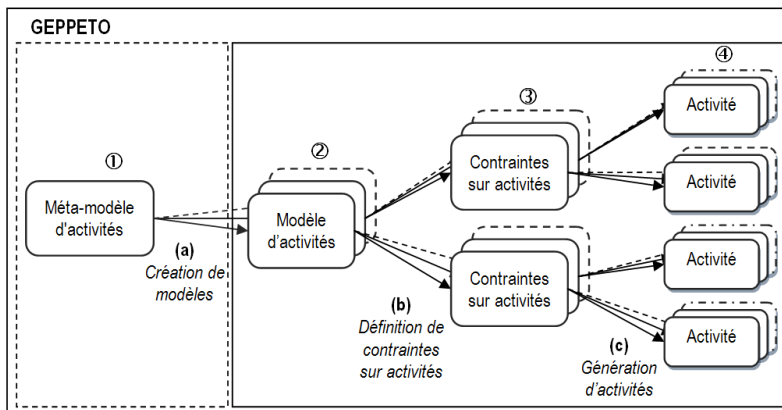 GEPPETO
①
Méta-modèle
d'activités
(a)
Création de
modèles
②
Modèle
d'activités
(b)
Définition de
contraintes
sur activités
③
Contraintes
sur activités
Contraintes
sur activités
(c)
Génération
d'activités
④
Activité
Activité
Activité
Activité